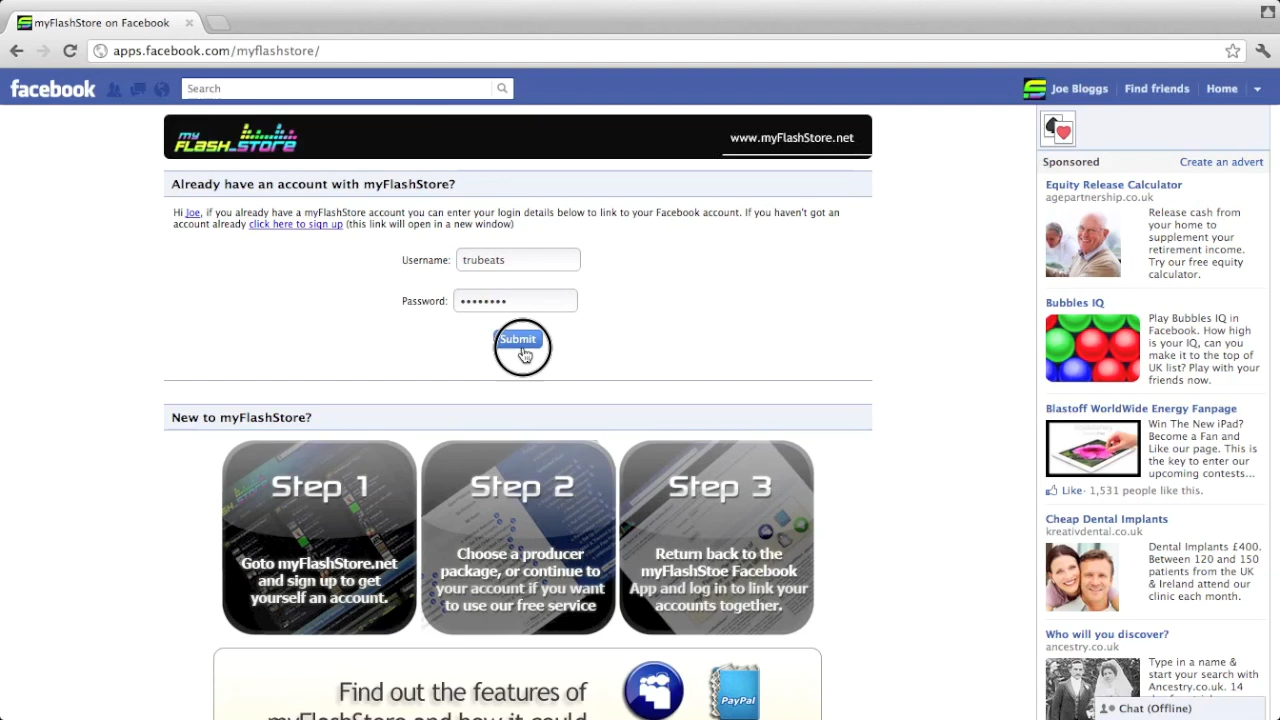 myFlashStore on Facebook
apps.facebook.com/myflashstore/
facebook
Search
Joe Bloggs
Find friends
Home
my
FLASH_STORE
www.myFlashStore.net
Already have an account with myFlashStore?
Hi Joe, if you already have a myFlashStore account you can enter your login details below to link to your Facebook account. If you haven't got an
account already click here to sign up (this link will open in a new window)
Username: trubeats
Password: ••••••••
Submit
New to myFlashStore?
Step 1
Goto myFlashStore.net
and sign up to get
yourself an account.
Step 2
Choose a producer
package, or continue to
your account if you want
to use our free service
Step 3
Return back to the
myFlashStoe Facebook
App and log in to link your
accounts together.
Find out the features of
myFlashStore and how it could
PayPal
Sponsored
Create an advert
Equity Release Calculator
agepartnership.co.uk
Release cash from
your home to
supplement your
retirement income.
Try our free equity
calculator.
Bubbles IQ
Play Bubbles IQ in
Facebook. How high
is your IQ, can you
make it to the top of
UK list? Play with your
friends now.
Blastoff WorldWide Energy Fanpage
Win The New iPad?
Become a Fan and
Like our page. This is
the key to enter our
upcoming contests...
Like · 1,531 people like this.
Cheap Dental Implants
kreativdental.co.uk
Dental Implants £400.
Between 120 and 150
patients from the UK
& Ireland attend our
clinic each month.
Who will you discover?
ancestry.co.uk
Type in a name &
start your search with
Ancestry.co.uk. 14
Chat (Offline)